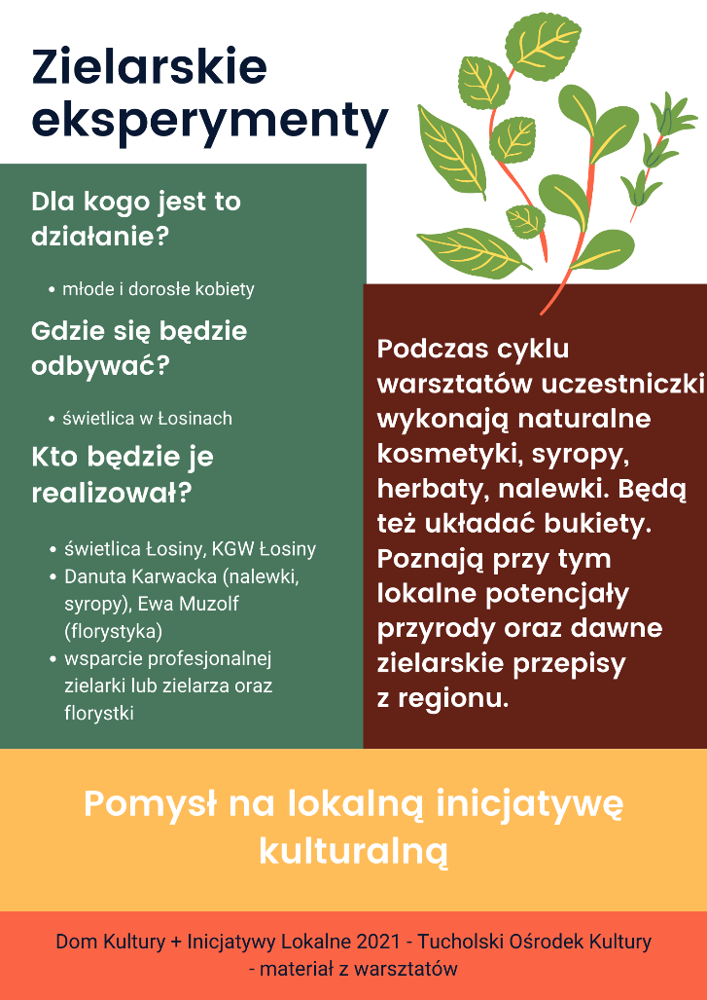 Zielarskie
eksperymenty
Dla kogo jest to
działanie?
• młode i dorosłe kobiety
Gdzie się będzie
odbywać?
• świetlica w Łosinach
Kto będzie je
realizował?
• świetlica Łosiny, KGW Łosiny
• Danuta Karwacka (nalewki,
syropy), Ewa Muzolf
(florystyka)
• wsparcie profesjonalnej
zielarki lub zielarza oraz
florystki
Podczas cyklu
warsztatów uczestniczki
wykonają naturalne
kosmetyki, syropy,
herbaty, nalewki. Będą
też układać bukiety.
Poznają przy tym
lokalne potencjały
przyrody oraz dawne
zielarskie przepisy
z regionu.
Pomysł na lokalną inicjatywę
kulturalną
Dom Kultury + Inicjatywy Lokalne 2021 - Tucholski Ośrodek Kultury
- materiał z warsztatów